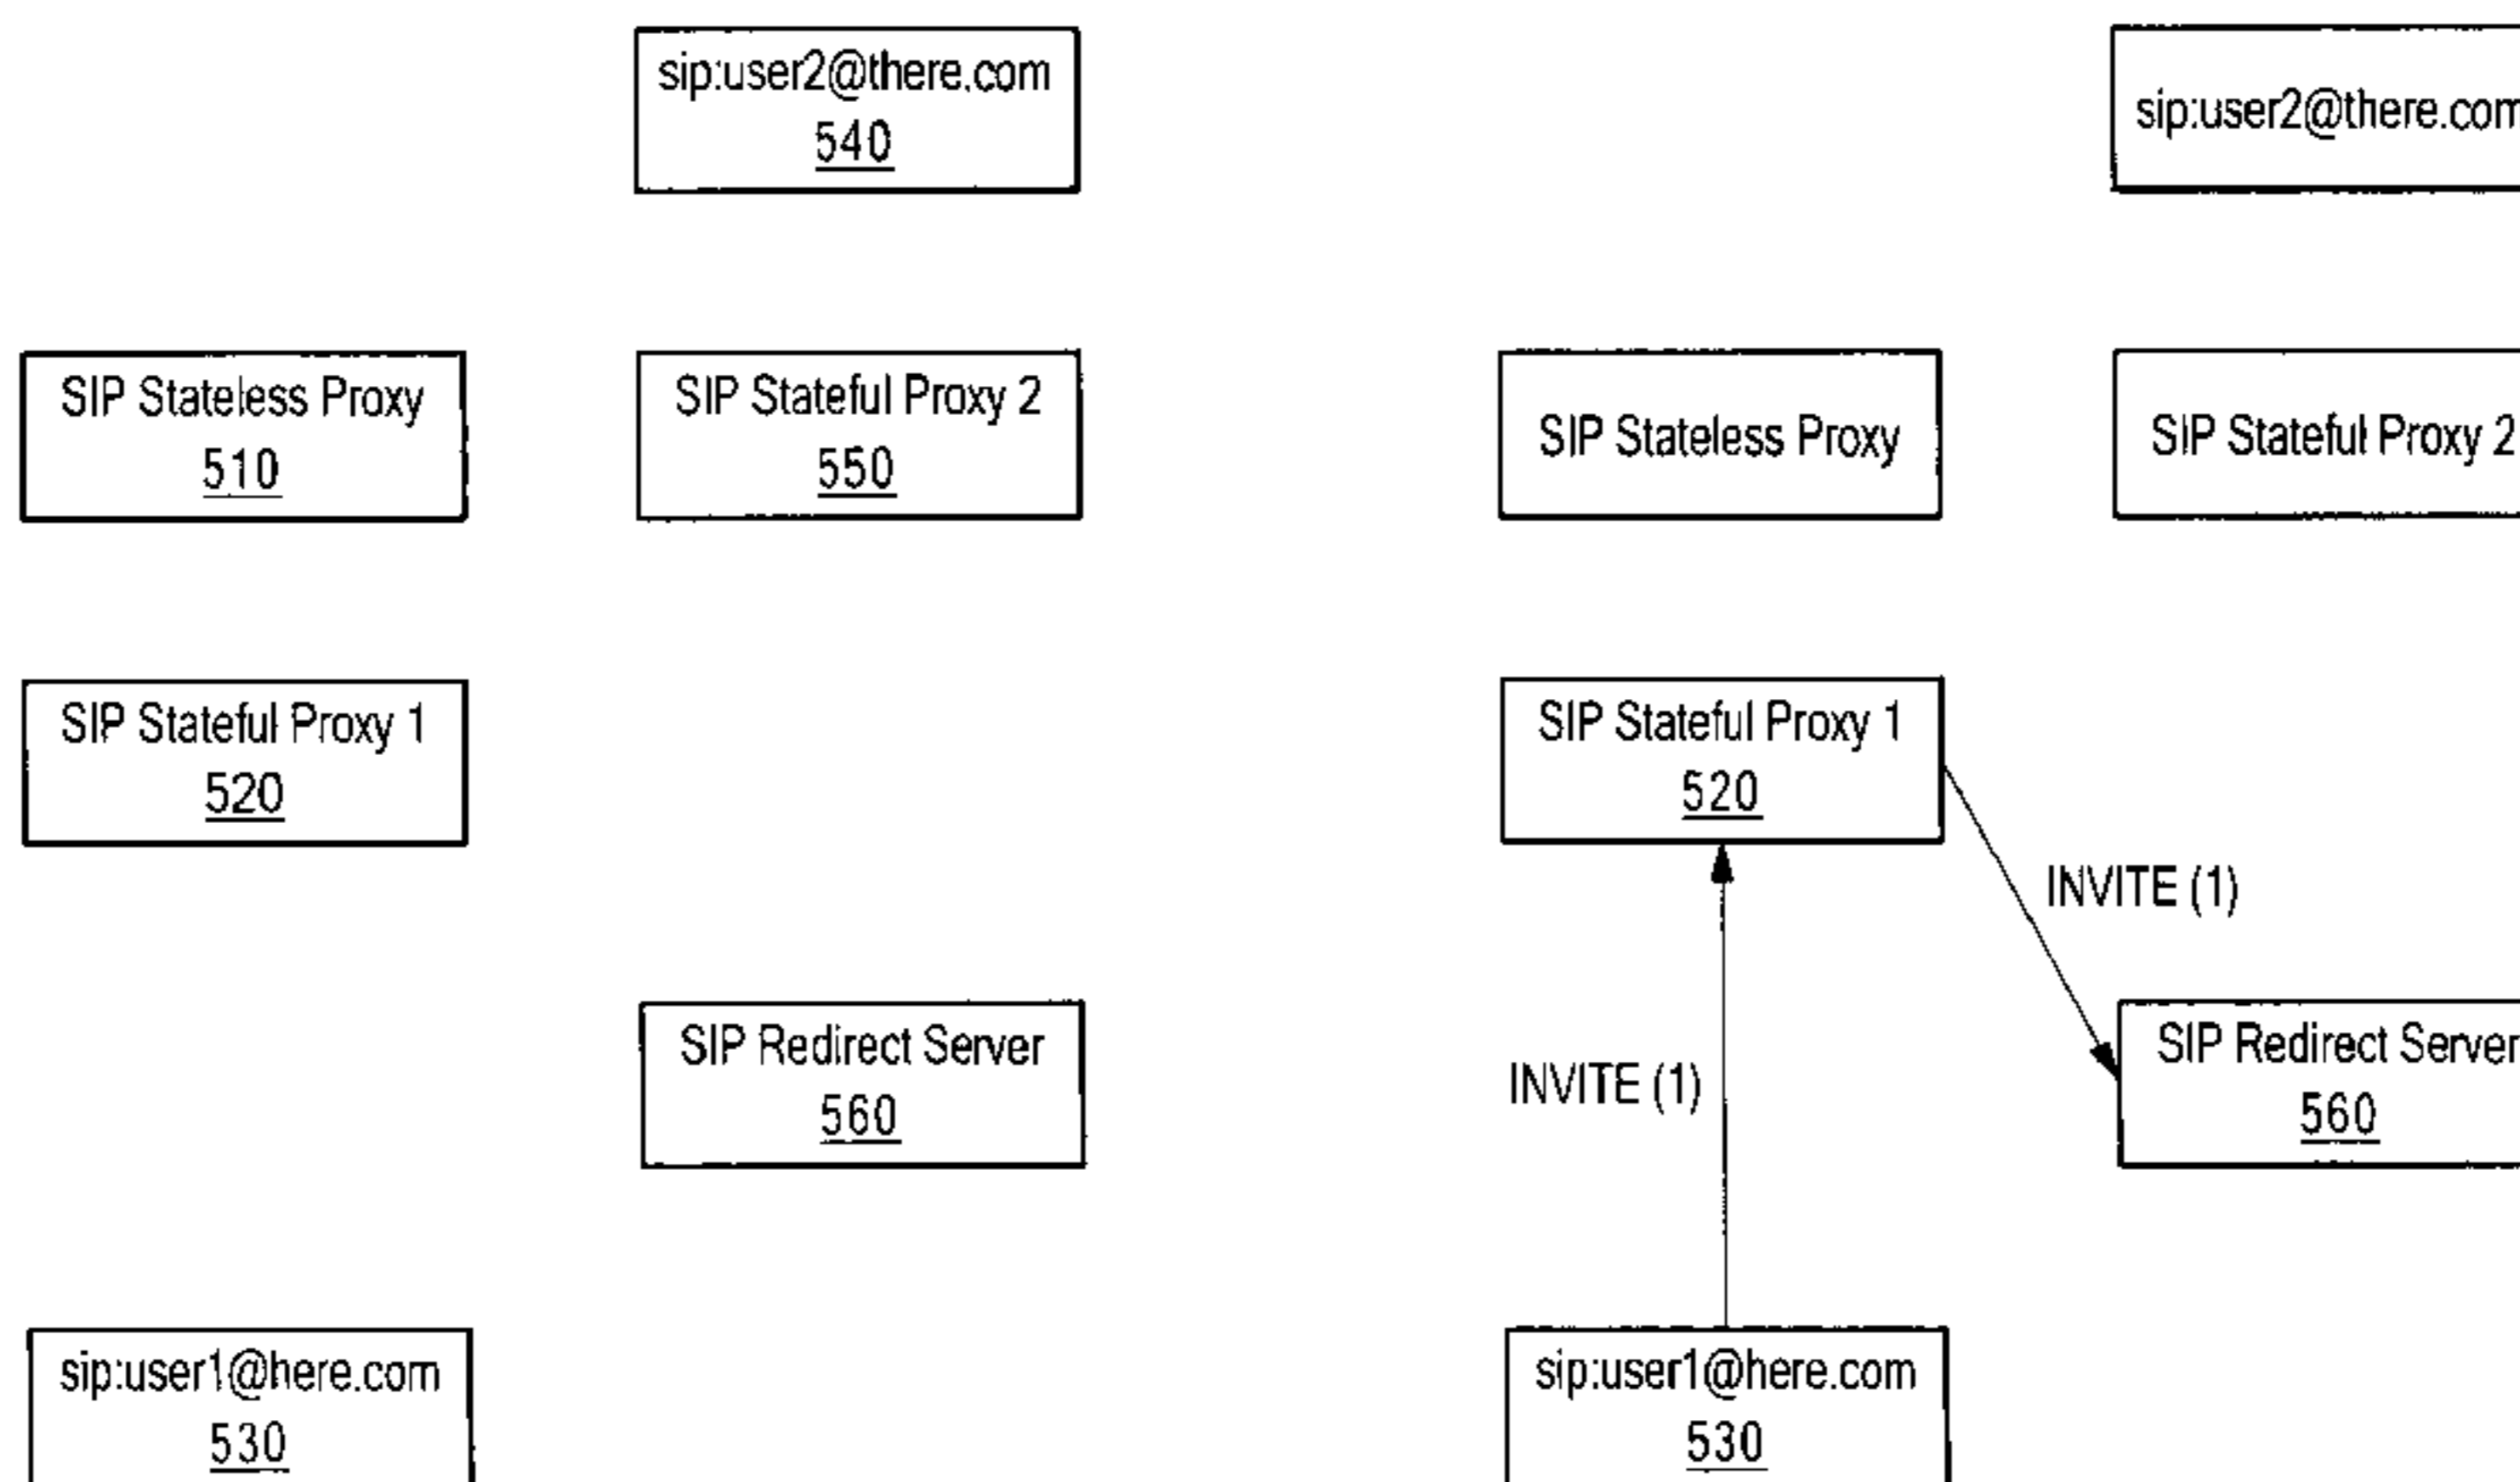 sip:user2@there.com
540
SIP Stateless Proxy
510
SIP Stateful Proxy 2
550
SIP Stateful Proxy 1
520
SIP Redirect Server
560
sip:user1@here.com
530
sip:user2@there.com
SIP Stateless Proxy
SIP Stateful Proxy 2
SIP Stateful Proxy 1
520
INVITE (1)
INVITE (1)
SIP Redirect Server
560
sip:user1@here.com
530